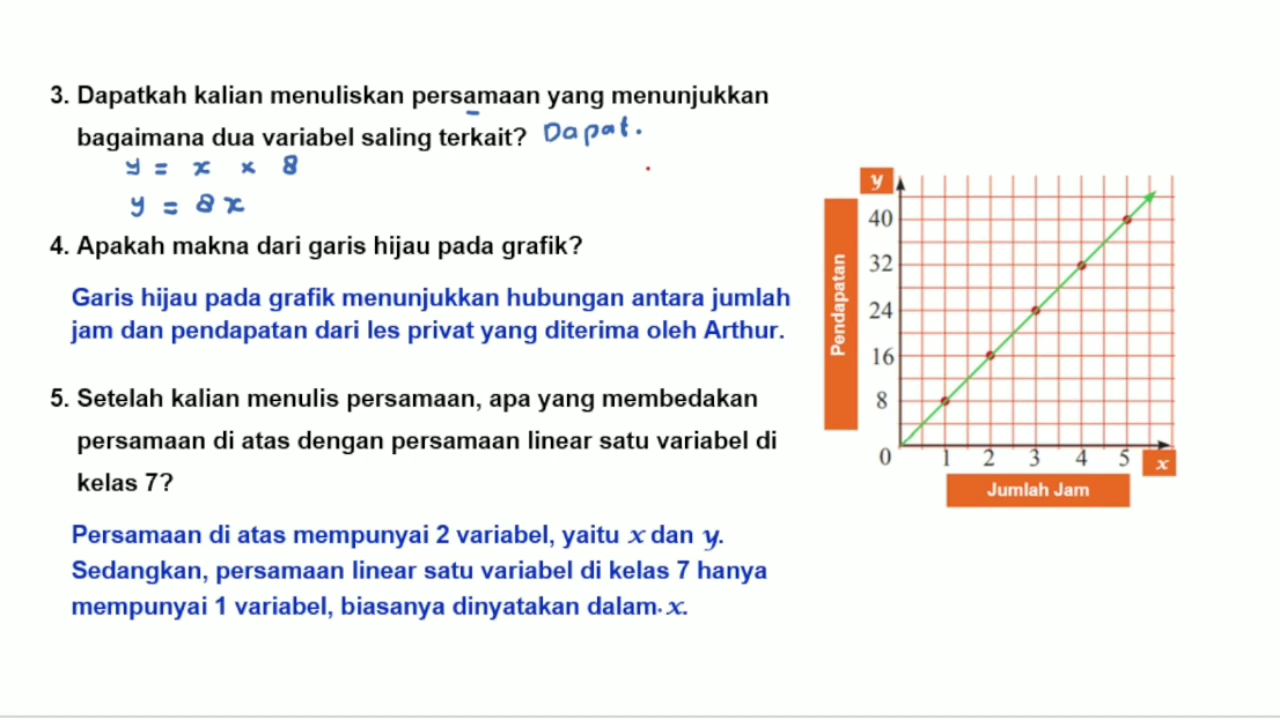 3. Dapatkah kalian menuliskan persamaan yang menunjukkan
bagaimana dua variabel saling terkait? Dapat.
y = x × 8
y = 8x
4. Apakah makna dari garis hijau pada grafik?
Garis hijau pada grafik menunjukkan hubungan antara jumlah
jam dan pendapatan dari les privat yang diterima oleh Arthur.
5. Setelah kalian menulis persamaan, apa yang membedakan
persamaan di atas dengan persamaan linear satu variabel di
kelas 7?
Persamaan di atas mempunyai 2 variabel, yaitu x dan y.
Sedangkan, persamaan linear satu variabel di kelas 7 hanya
mempunyai 1 variabel, biasanya dinyatakan dalam x.
y
40
32
24
16
8
0
Pendapatan
1 2 3 4 5 x
Jumlah Jam